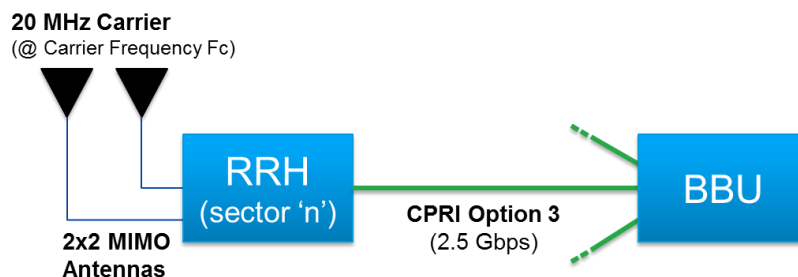 20 MHz Carrier
(@ Carrier Frequency Fc)
RRH
(sector ‘n’)
BBU
CPRI Option 3
(2.5 Gbps)
2x2 MIMO
Antennas